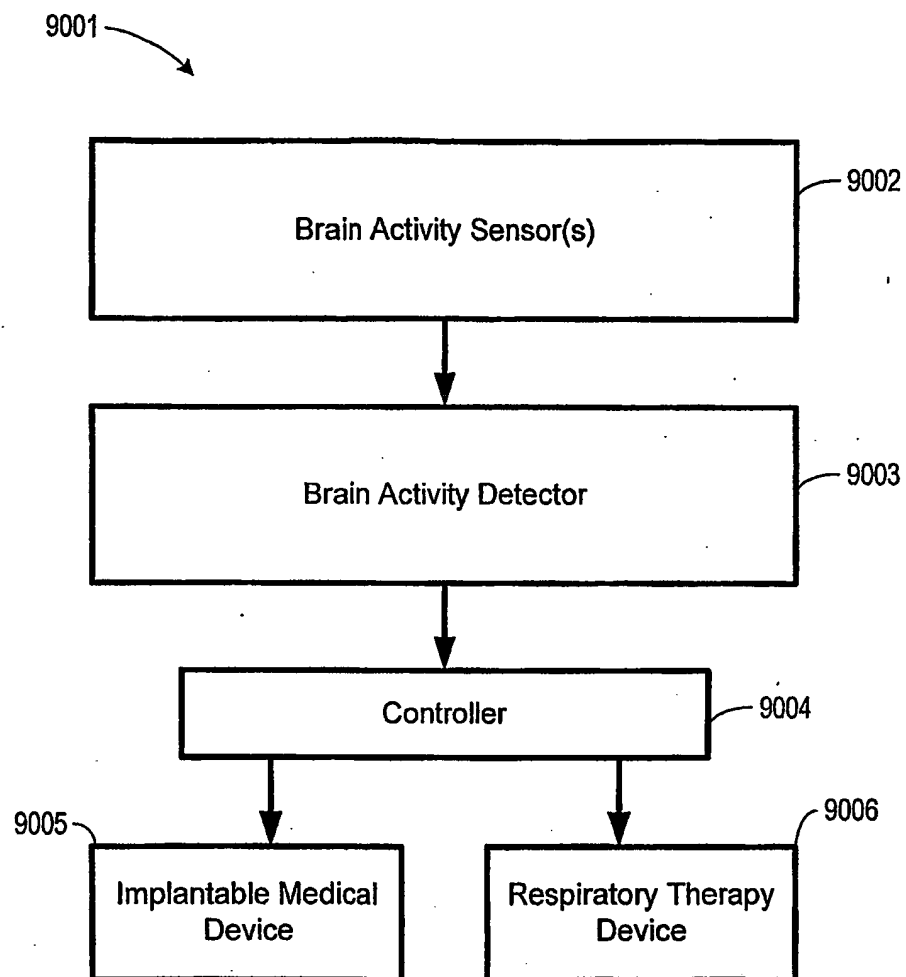 9001
9002
Brain Activity Sensor(s)
9003
Brain Activity Detector
Controller
9004
9005
9006
Implantable Medical
Device
Respiratory Therapy
Device